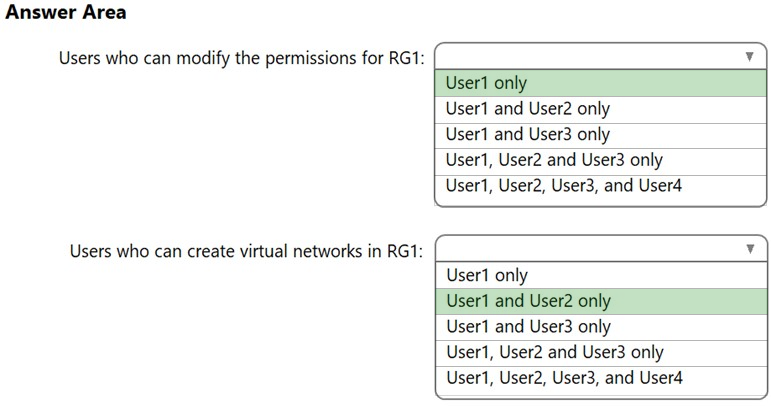 Answer Area
Users who can modify the permissions for RG1:
User1 only
User1 and User2 only
User1 and User3 only
User1, User2 and User3 only
User1, User2, User3, and User4
Users who can create virtual networks in RG1:
User1 only
User1 and User2 only
User1 and User3 only
User1, User2 and User3 only
User1, User2, User3, and User4